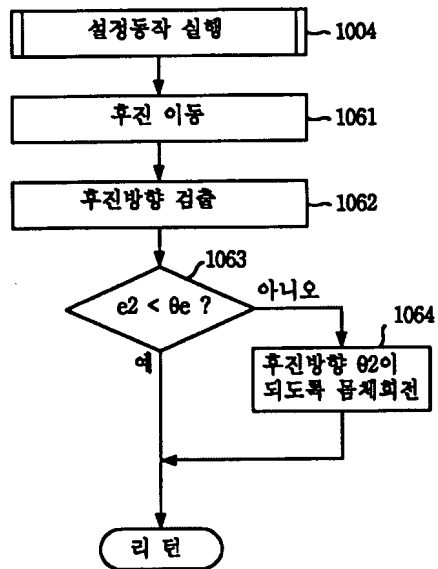 설정동작 실행
1004
후진 이동
1061
후진방향 검출
1062
1063
e2 < θe ?
아니오
예
1064
후진방향 θ2이
되도록 몸체회전
리 턴